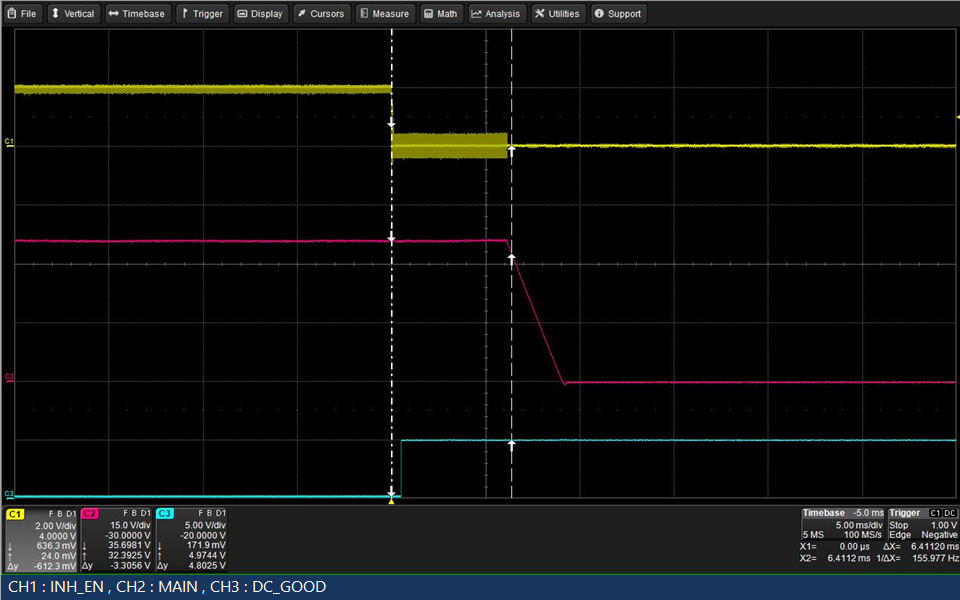 File Vertical Timebase Trigger Display Cursors Measure Math Analysis Utilities Support
C1
C2
C3
C1 F B D1
2.00 V/div
4.0000 V
↓ 636.3 mV
↑ 24.0 mV
Δy -612.3 mV
C2 F B D1
15.0 V/div
-30.0000 V
↓ 35.6981 V
↑ 32.3925 V
Δy -3.3056 V
C3 F B D1
5.00 V/div
-20.0000 V
↓ 171.9 mV
↑ 4.9744 V
Δy 4.8025 V
Timebase -5.0 ms
5.00 ms/div
5 MS 100 MS/s
Trigger C1 DC
Stop 1.00 V
Edge Negative
X1= 0.00 µs ΔX= 6.41120 ms
X2= 6.4112 ms 1/ΔX= 155.977 Hz
CH1 : INH_EN , CH2 : MAIN , CH3 : DC_GOOD